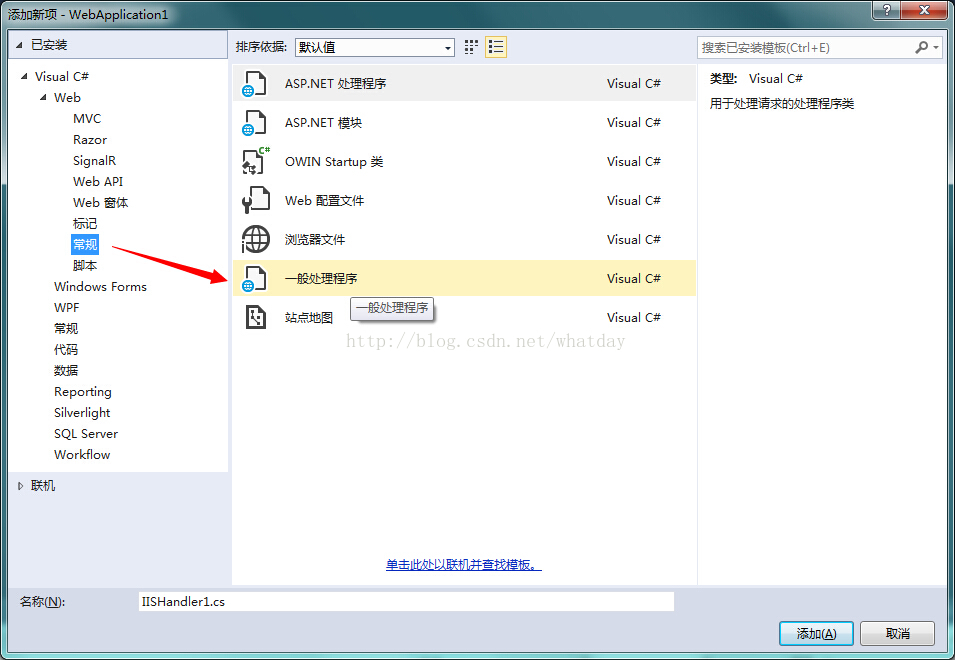 添加新项 - WebApplication1
已安装
排序依据: 默认值
搜索已安装模板(Ctrl+E)
Visual C#
Web
MVC
Razor
SignalR
Web API
Web 窗体
标记
常规
脚本
Windows Forms
WPF
常规
代码
数据
Reporting
Silverlight
SQL Server
Workflow
联机
ASP.NET 处理程序 Visual C#
ASP.NET 模块 Visual C#
OWIN Startup 类 Visual C#
Web 配置文件 Visual C#
浏览器文件 Visual C#
一般处理程序 Visual C#
一般处理程序
站点地图 Visual C#
http://blog.csdn.net/whatday
单击此处以联机并查找模板。
类型: Visual C#
用于处理请求的处理程序类
名称(N): IISHandler1.cs
添加(A) 取消